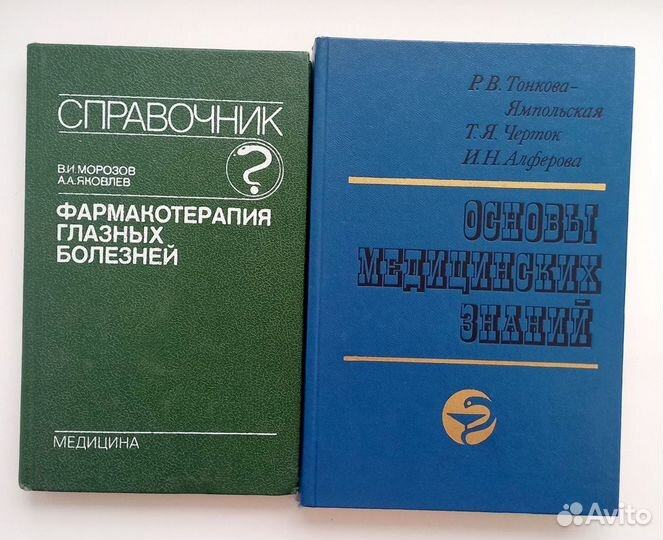 СПРАВОЧНИК
?
В.И.МОРОЗОВ
А.А.ЯКОВЛЕВ
ФАРМАКОТЕРАПИЯ
ГЛАЗНЫХ
БОЛЕЗНЕЙ
МЕДИЦИНА
Р. В. Тонкова-
Ямпольская
Т. Я. Черток
И. Н. Алферова
ОСНОВЫ
МЕДИЦИНСКИХ
ЗНАНИЙ
Avito